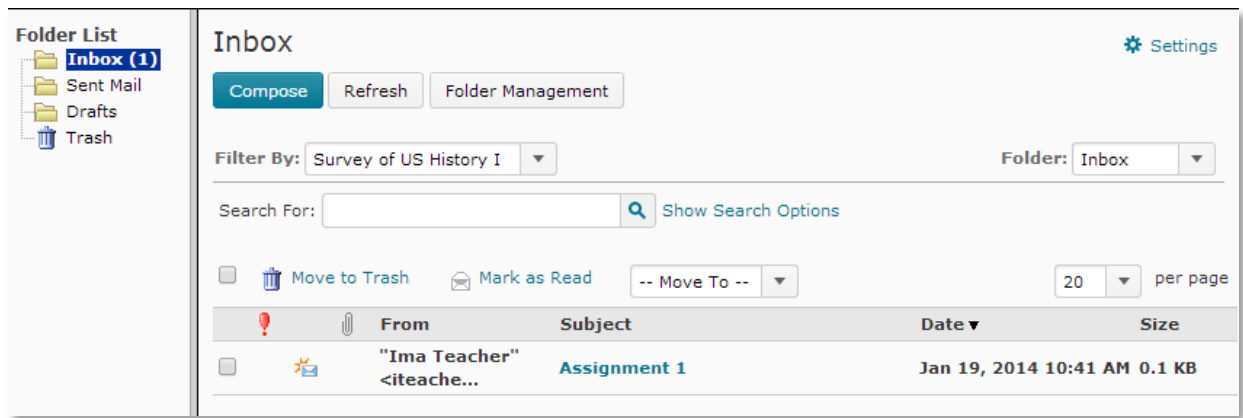 Folder List
Inbox (1)
Sent Mail
Drafts
Trash
Inbox
Settings
Compose Refresh Folder Management
Filter By: Survey of US History I Folder: Inbox
Search For: Show Search Options
Move to Trash Mark as Read -- Move To -- 20 per page
From Subject Date Size
"Ima Teacher"
<iteache... Assignment 1 Jan 19, 2014 10:41 AM 0.1 KB